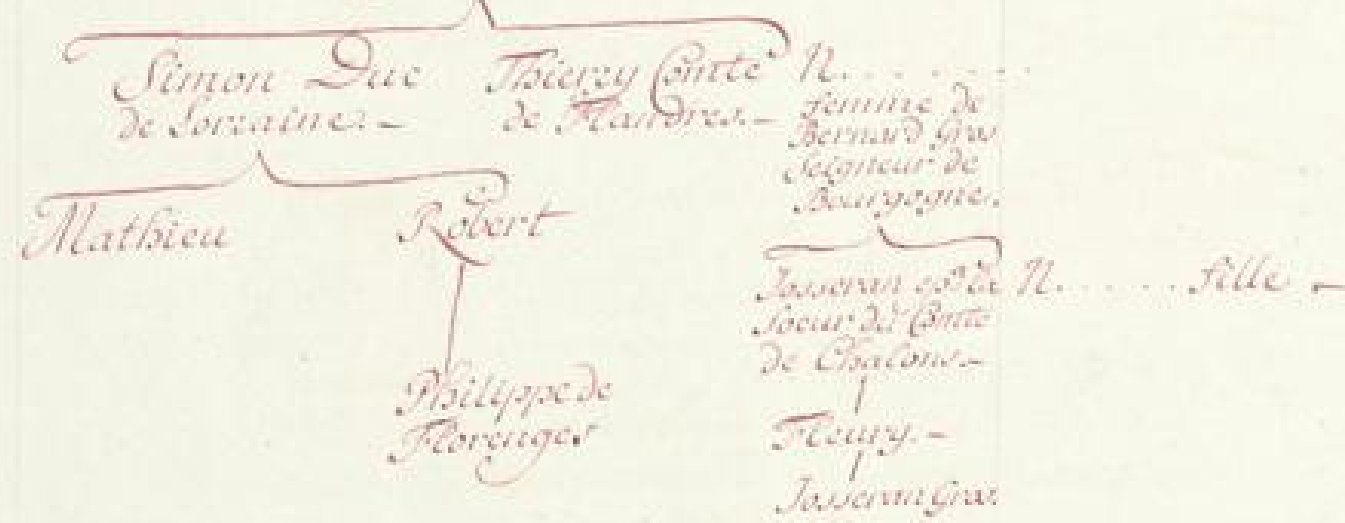 Simon Duc
de Lorraine.
Thierry Comte
de Flandres.
N. . . . . . .
femme de
Bernard Gros
Seigneur de
Bourgogne.
Mathieu
Robert
Philippe de
Florenges
Josseran
Soeur du Comte
de Chalons
N. . . . . . . fille
Fleury.
Josseran Gros